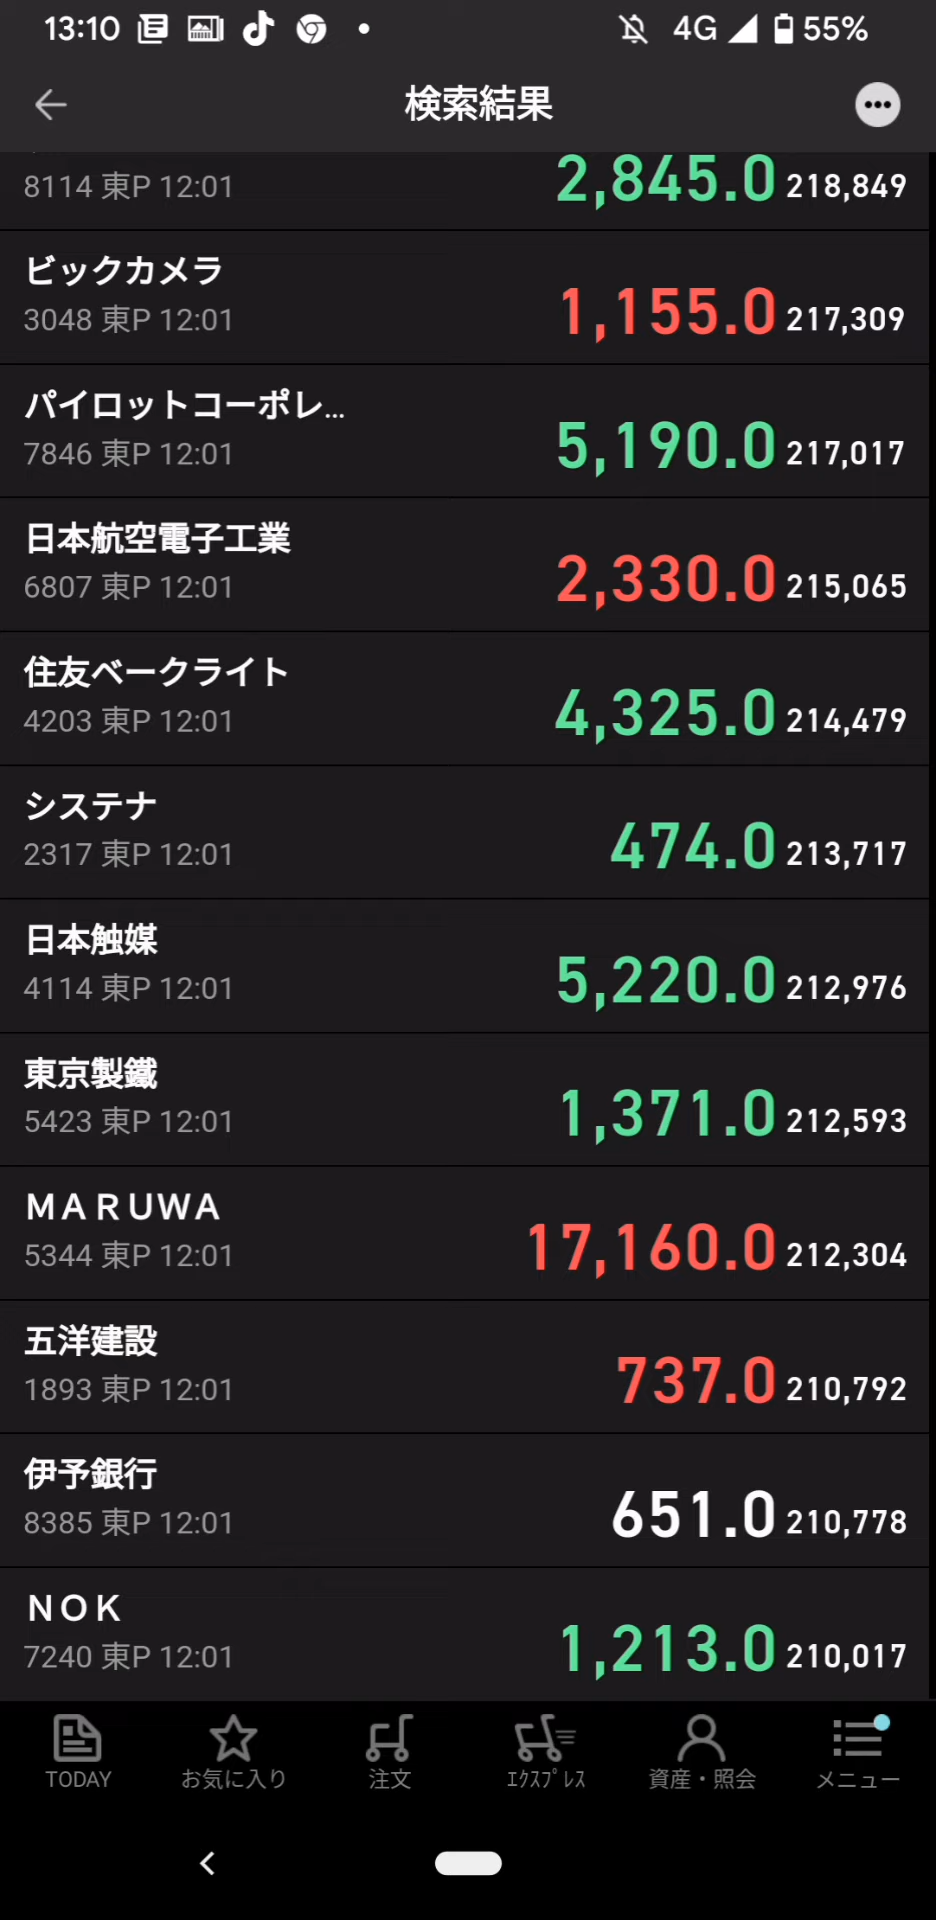 13:10 4G 55%
検索結果
8114 東P 12:01 2,845.0 218,849
ビックカメラ
3048 東P 12:01 1,155.0 217,309
パイロットコーポレ...
7846 東P 12:01 5,190.0 217,017
日本航空電子工業
6807 東P 12:01 2,330.0 215,065
住友ベークライト
4203 東P 12:01 4,325.0 214,479
システナ
2317 東P 12:01 474.0 213,717
日本触媒
4114 東P 12:01 5,220.0 212,976
東京製鐵
5423 東P 12:01 1,371.0 212,593
ＭＡＲＵＷＡ
5344 東P 12:01 17,160.0 212,304
五洋建設
1893 東P 12:01 737.0 210,792
伊予銀行
8385 東P 12:01 651.0 210,778
ＮＯＫ
7240 東P 12:01 1,213.0 210,017
TODAY お気に入り 注文 ｴｸｽﾌﾟﾚｽ 資産・照会 メニュー